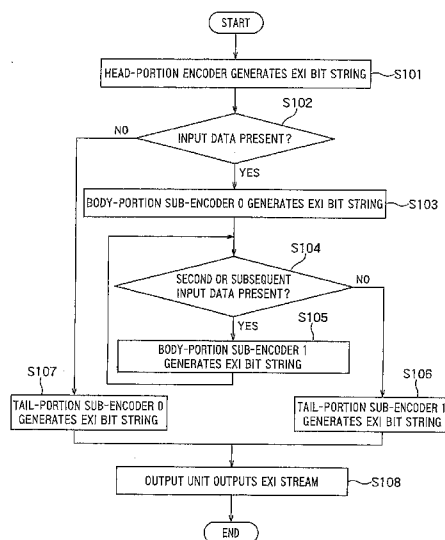 START
HEAD-PORTION ENCODER GENERATES EXI BIT STRING
S101
S102
NO
INPUT DATA PRESENT?
YES
BODY-PORTION SUB-ENCODER 0 GENERATES EXI BIT STRING
S103
S104
SECOND OR SUBSEQUENT
INPUT DATA PRESENT?
NO
YES
S105
BODY-PORTION SUB-ENCODER 1
GENERATES EXI BIT STRING
S107
TAIL-PORTION SUB-ENCODER 0
GENERATES EXI BIT STRING
S106
TAIL-PORTION SUB-ENCODER 1
GENERATES EXI BIT STRING
OUTPUT UNIT OUTPUTS EXI STREAM
S108
END